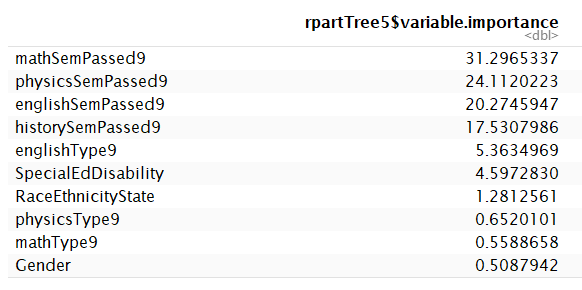 rpartTree5$variable.importance
<dbl>
mathSemPassed9 31.2965337
physicsSemPassed9 24.1120223
englishSemPassed9 20.2745947
historySemPassed9 17.5307986
englishType9 5.3634969
SpecialEdDisability 4.5972830
RaceEthnicityState 1.2812561
physicsType9 0.6520101
mathType9 0.5588658
Gender 0.5087942